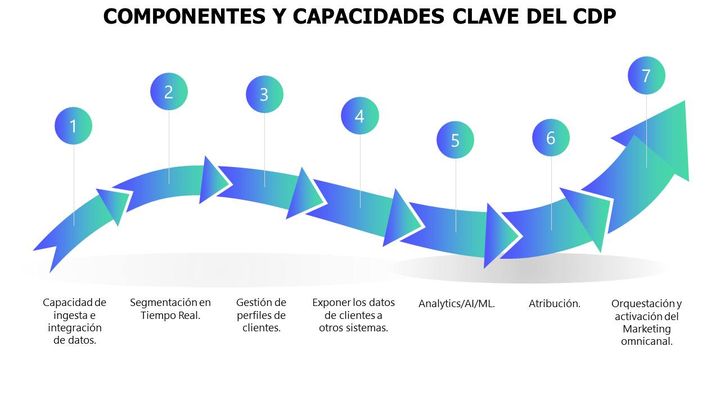 COMPONENTES Y CAPACIDADES CLAVE DEL CDP
1
2
3
4
5
6
7
Capacidad de
ingesta e
integración
de datos.
Segmentación en
Tiempo Real.
Gestión de
perfiles de
clientes.
Exponer los datos
de clientes a
otros sistemas.
Analytics/AI/ML.
Atribución.
Orquestación y
activación del
Marketing
omnicanal.